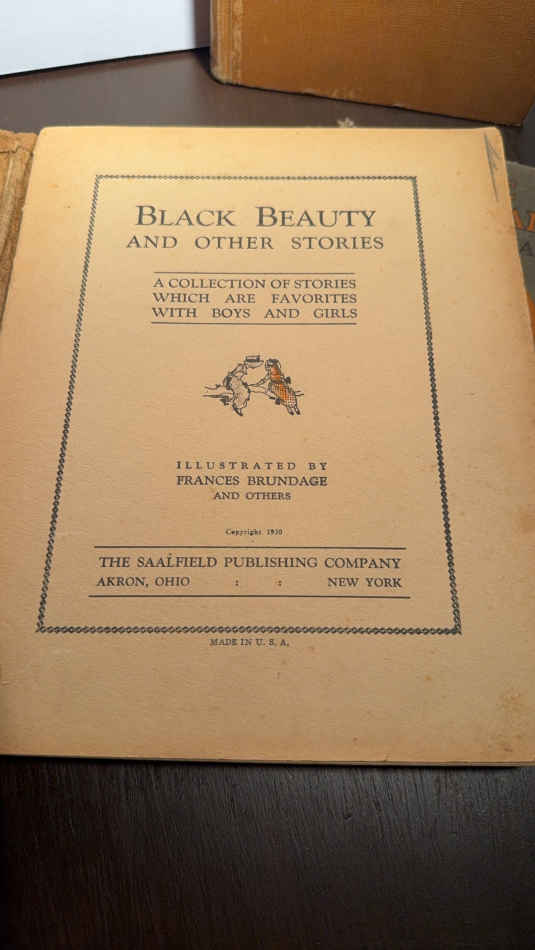 BLACK BEAUTY
AND OTHER STORIES
A COLLECTION OF STORIES
WHICH ARE FAVORITES
WITH BOYS AND GIRLS
ILLUSTRATED BY
FRANCES BRUNDAGE
AND OTHERS
Copyright 1930
THE SAALFIELD PUBLISHING COMPANY
AKRON, OHIO : : NEW YORK
MADE IN U. S. A.